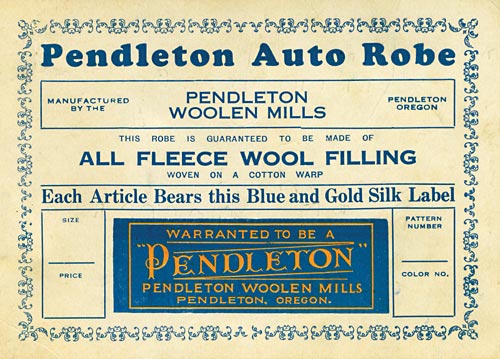 Pendleton Auto Robe
MANUFACTURED BY THE
PENDLETON WOOLEN MILLS
PENDLETON OREGON
THIS ROBE IS GUARANTEED TO BE MADE OF
ALL FLEECE WOOL FILLING
WOVEN ON A COTTON WARP
Each Article Bears this Blue and Gold Silk Label
SIZE
PRICE
WARRANTED TO BE A
"PENDLETON"
PENDLETON WOOLEN MILLS
PENDLETON, OREGON.
PATTERN NUMBER
COLOR NO.